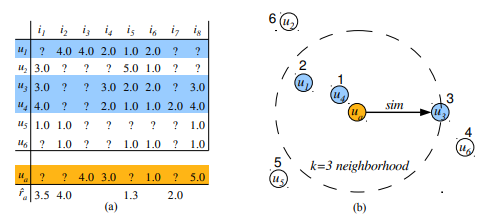 i1 i2 i3 i4 i5 i6 i7 i8
u1 ? 4.0 4.0 2.0 1.0 2.0 ? ?
u2 3.0 ? ? ? 5.0 1.0 ? ?
u3 3.0 ? ? 3.0 2.0 2.0 ? 3.0
u4 4.0 ? ? 2.0 1.0 1.0 2.0 4.0
u5 1.0 1.0 ? ? ? ? ? 1.0
u6 ? 1.0 ? ? 1.0 1.0 ? 1.0
ua ? ? 4.0 3.0 ? 1.0 ? 5.0
r̂a 3.5 4.0 1.3 2.0
(a)
6 u2
2
u1
1
u4
ua
sim
3
u3
4
u6
5
u5
k=3 neighborhood
(b)